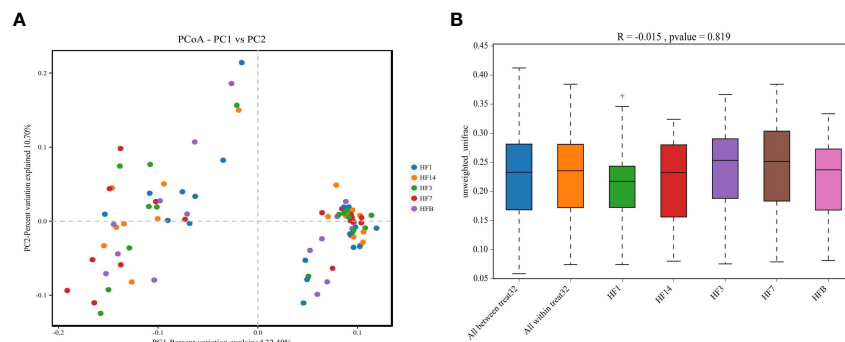 A
PCoA - PC1 vs PC2
PC2-Percent variation explained 10.70%
0.2
0.1
0.0
-0.1
-0.2
-0.1
0.0
0.1
HF1
HF14
HF3
HF7
HFB
B
R = -0.015 , pvalue = 0.819
unweighted_unifrac
0.45
0.40
0.35
0.30
0.25
0.20
0.15
0.10
0.05
All between treat32
All within treat32
HF1
HF14
HF3
HF7
HFB